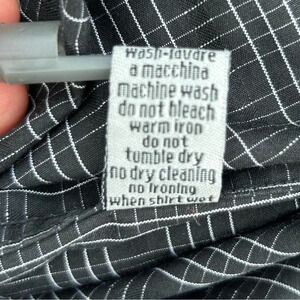 wash-lavare
a macchina
machine wash
do not bleach
warm iron
do not
tumble dry
no dry cleaning
no ironing
when shirt wet